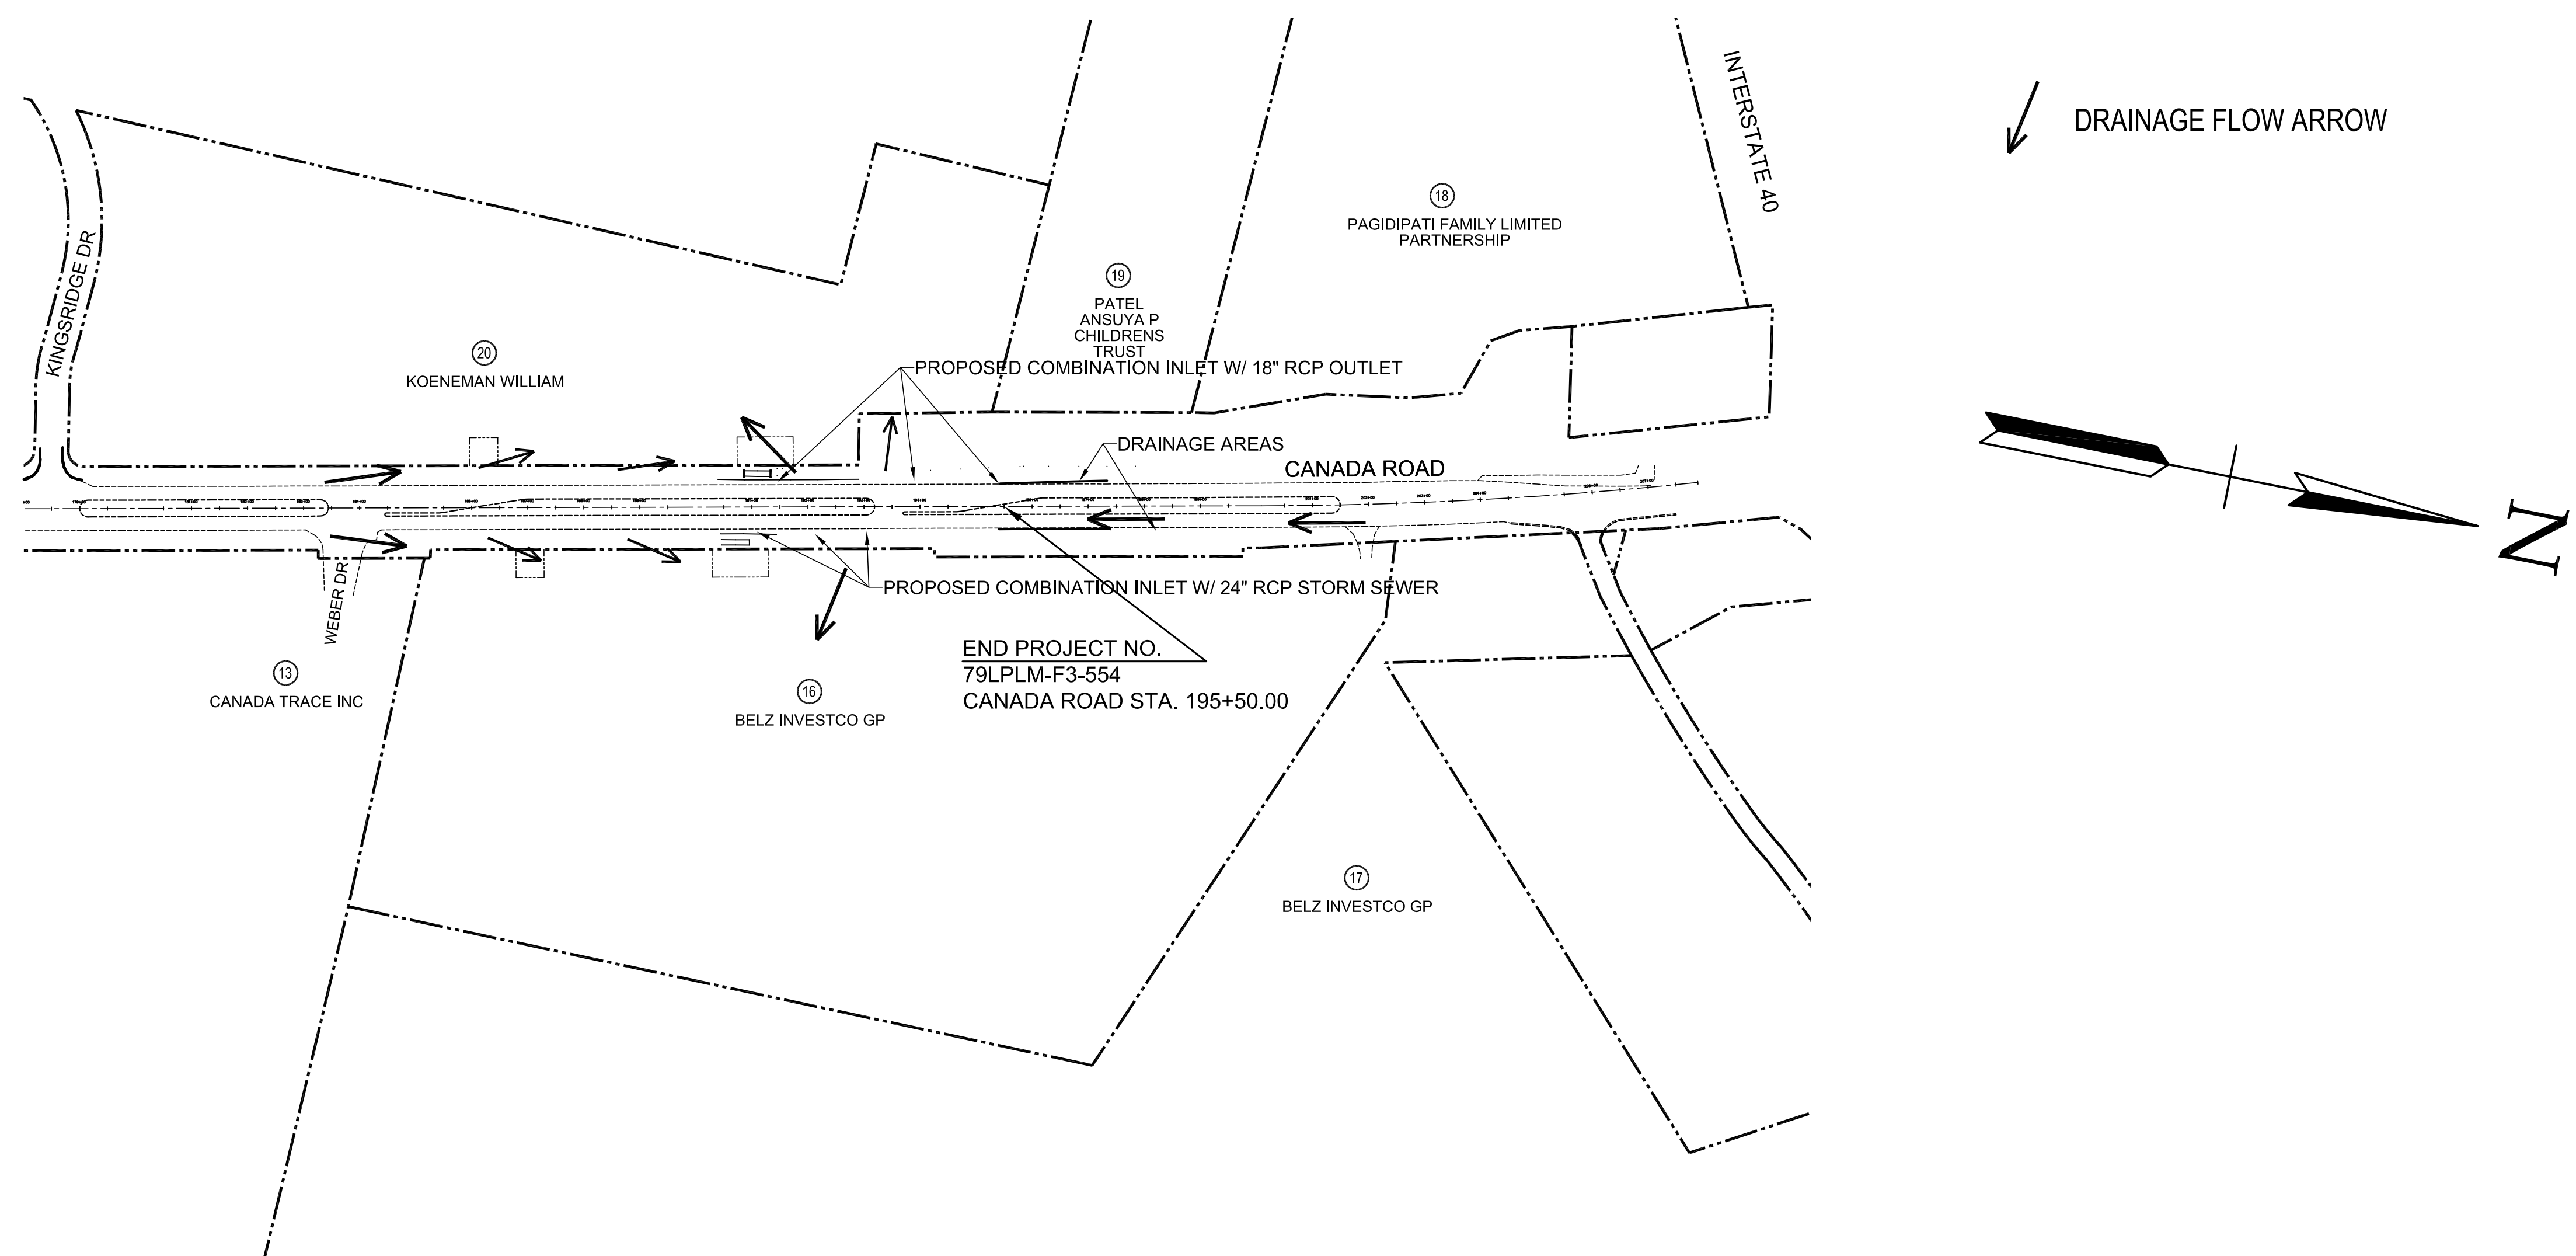 INTERSTATE 40
DRAINAGE FLOW ARROW
18
PAGIDIPATI FAMILY LIMITED
PARTNERSHIP
KINGSRIDGE DR
19
PATEL
ANSUYA P
CHILDRENS
TRUST
20
KOENEMAN WILLIAM
PROPOSED COMBINATION INLET W/ 18" RCP OUTLET
DRAINAGE AREAS
CANADA ROAD
N
PROPOSED COMBINATION INLET W/ 24" RCP STORM SEWER
WEBER DR
END PROJECT NO.
79LPLM-F3-554
CANADA ROAD STA. 195+50.00
13
CANADA TRACE INC
16
BELZ INVESTCO GP
17
BELZ INVESTCO GP